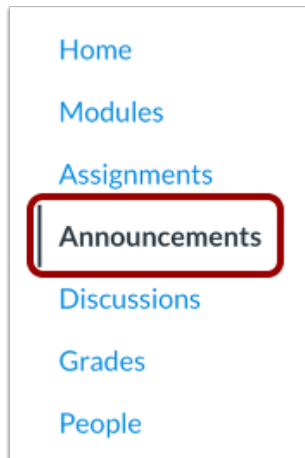 Home
Modules
Assignments
Announcements
Discussions
Grades
People